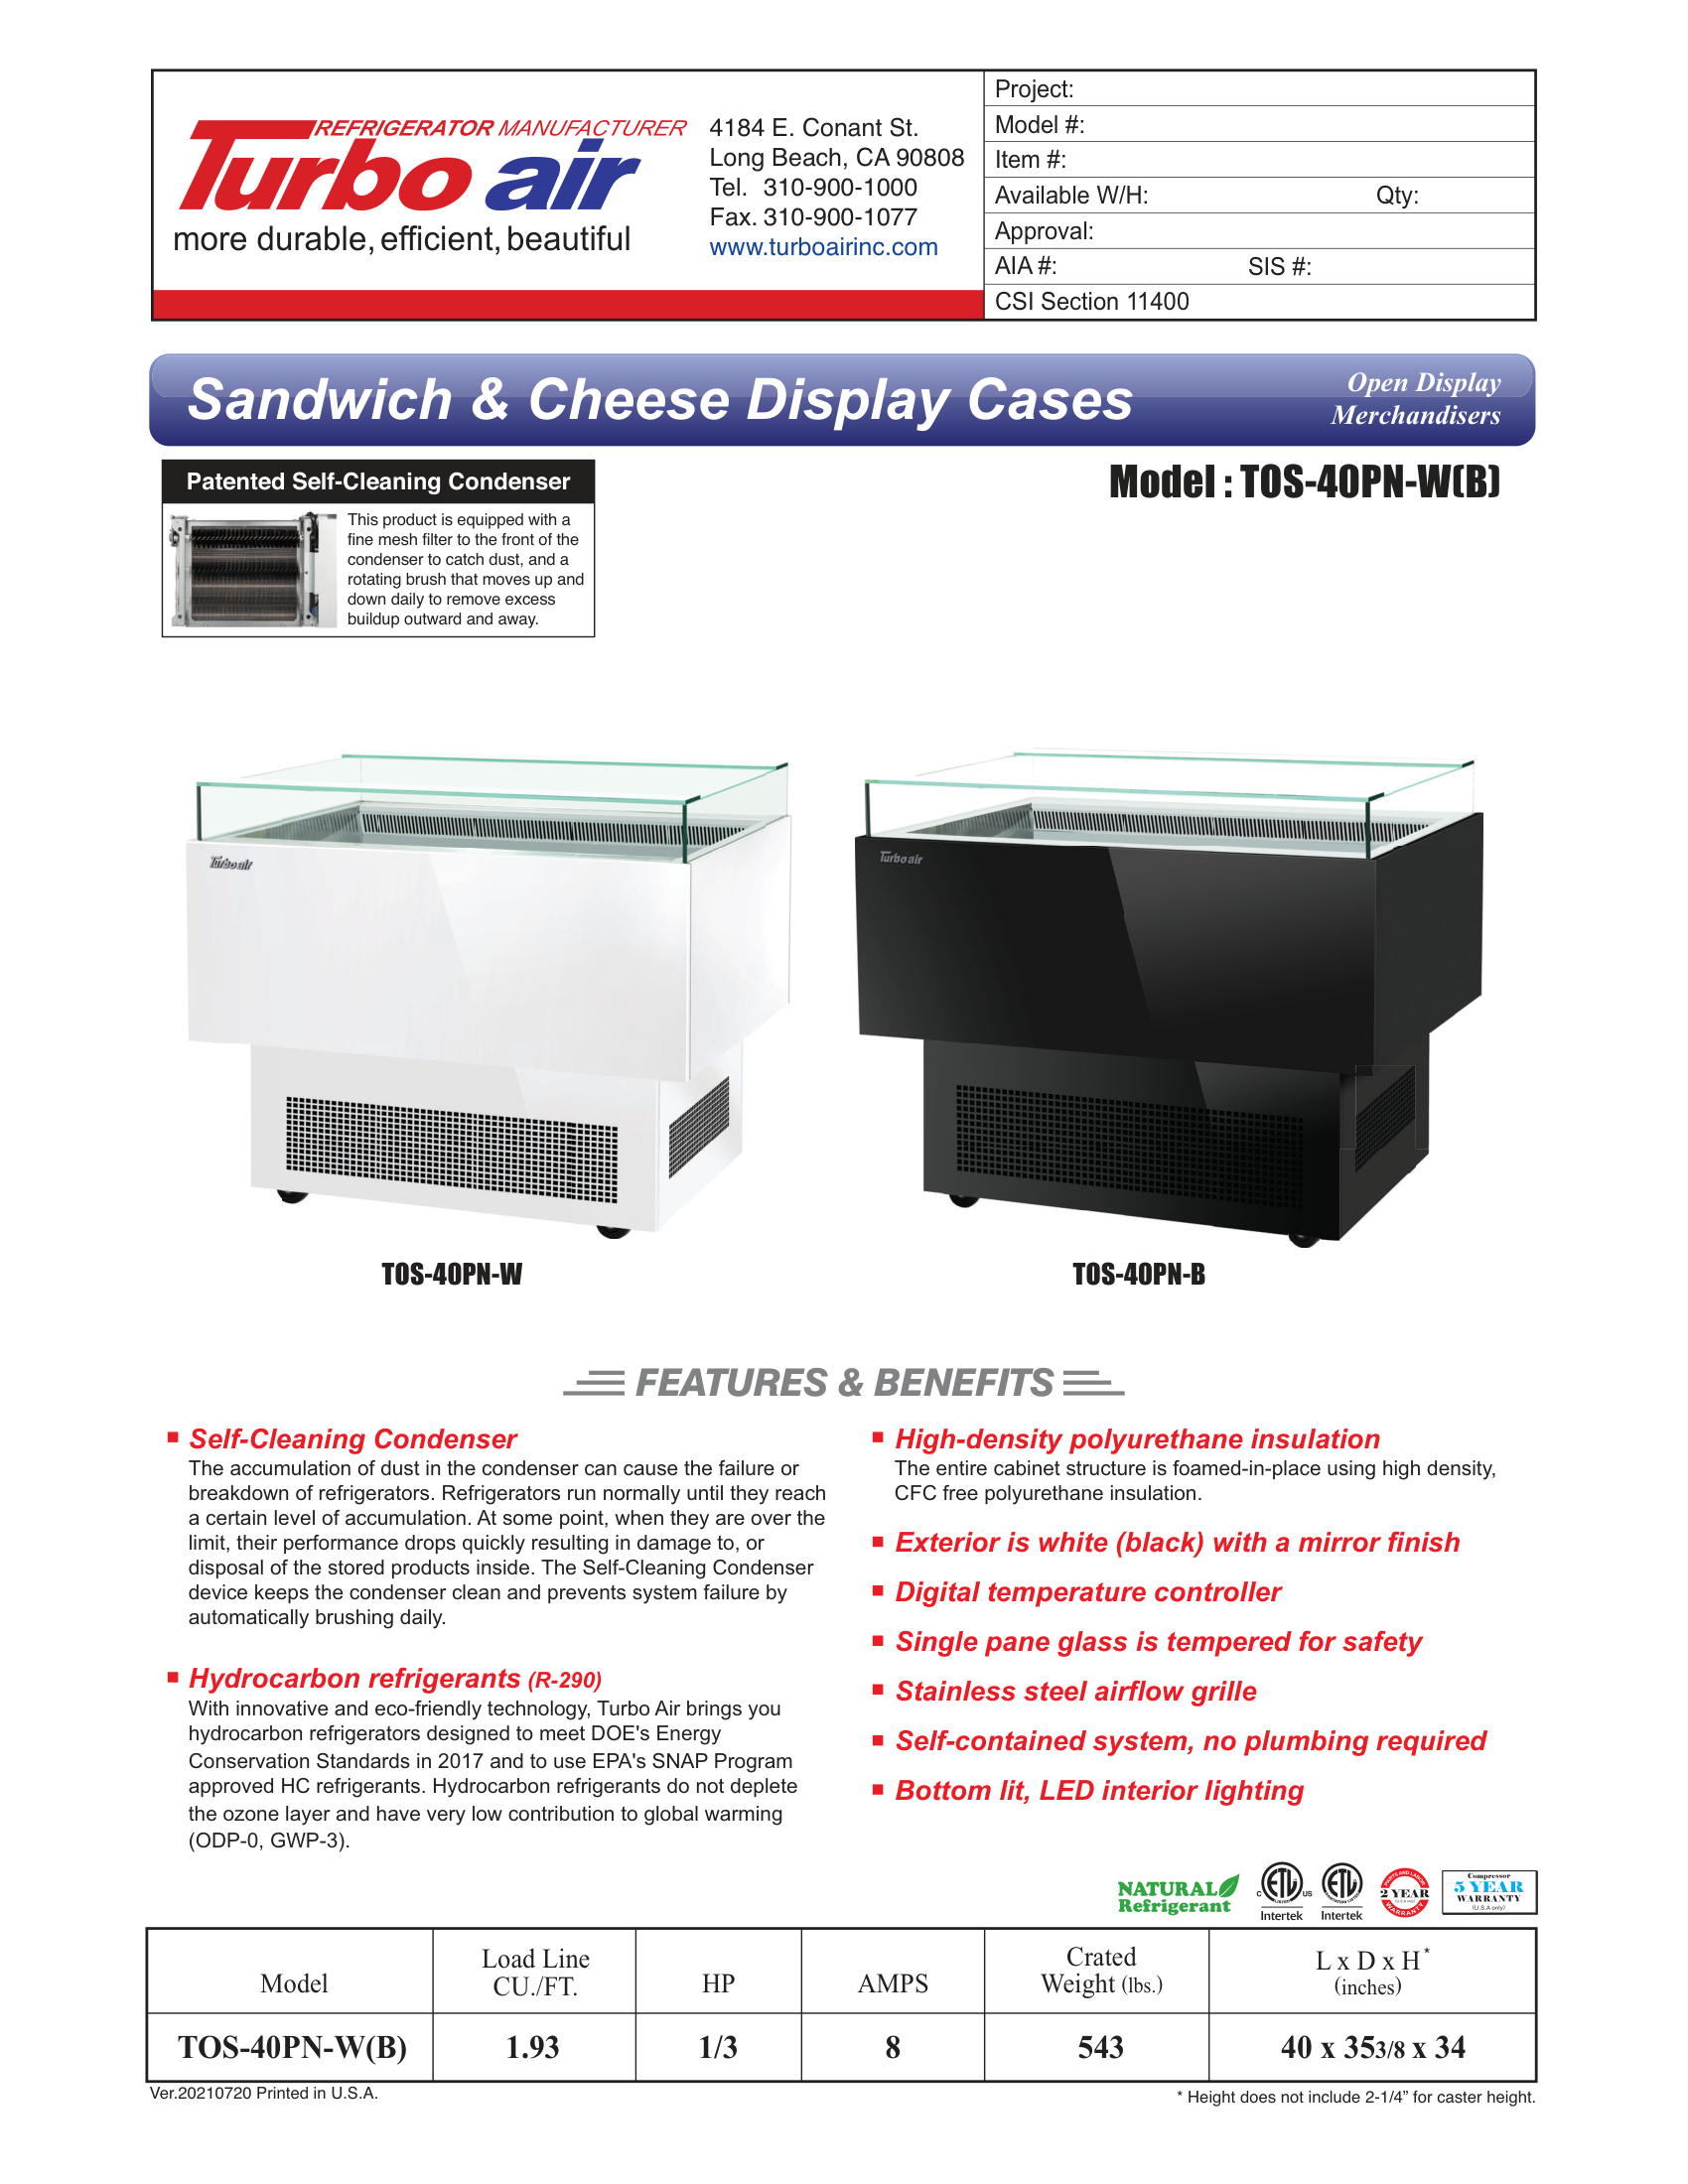 REFRIGERATOR MANUFACTURER
Turbo air
more durable, efficient, beautiful
4184 E. Conant St.
Long Beach, CA 90808
Tel. 310-900-1000
Fax. 310-900-1077
www.turboairinc.com
Project:
Model #:
Item #:
Available W/H: Qty:
Approval:
AIA #: SIS #:
CSI Section 11400
Sandwich & Cheese Display Cases
Open Display
Merchandisers
Patented Self-Cleaning Condenser
This product is equipped with a
fine mesh filter to the front of the
condenser to catch dust, and a
rotating brush that moves up and
down daily to remove excess
buildup outward and away.
Model : TOS-40PN-W(B)
Turbo air
Turbo air
TOS-40PN-W
TOS-40PN-B
FEATURES & BENEFITS
Self-Cleaning Condenser
The accumulation of dust in the condenser can cause the failure or
breakdown of refrigerators. Refrigerators run normally until they reach
a certain level of accumulation. At some point, when they are over the
limit, their performance drops quickly resulting in damage to, or
disposal of the stored products inside. The Self-Cleaning Condenser
device keeps the condenser clean and prevents system failure by
automatically brushing daily.
Hydrocarbon refrigerants (R-290)
With innovative and eco-friendly technology, Turbo Air brings you
hydrocarbon refrigerators designed to meet DOE's Energy
Conservation Standards in 2017 and to use EPA's SNAP Program
approved HC refrigerants. Hydrocarbon refrigerants do not deplete
the ozone layer and have very low contribution to global warming
(ODP-0, GWP-3).
High-density polyurethane insulation
The entire cabinet structure is foamed-in-place using high density,
CFC free polyurethane insulation.
Exterior is white (black) with a mirror finish
Digital temperature controller
Single pane glass is tempered for safety
Stainless steel airflow grille
Self-contained system, no plumbing required
Bottom lit, LED interior lighting
NATURAL
Refrigerant
C ETL US
LISTED
Intertek
ETL
Intertek
PARTS AND LABOR
2 YEAR
(U.S.A only)
WARRANTY
Compressor
5 YEAR
WARRANTY
(U.S.A only)
Model
Load Line
CU./FT.
HP
AMPS
Crated
Weight (lbs.)
L x D x H*
(inches)
TOS-40PN-W(B) 1.93 1/3 8 543 40 x 353/8 x 34
Ver.20210720 Printed in U.S.A.
* Height does not include 2-1/4” for caster height.